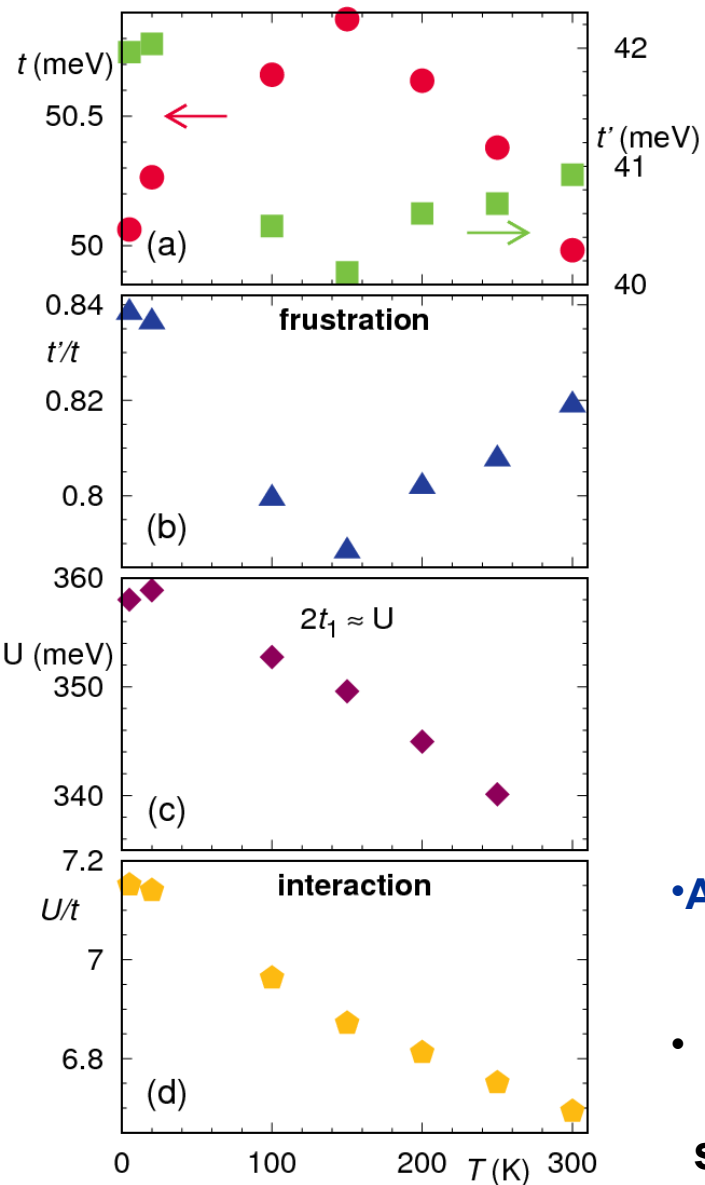 t (meV)
50.5
50
(a)
42
t' (meV)
41
40
0.84
frustration
t'/t
0.82
0.8
(b)
360
2t₁ ≈ U
U (meV)
350
340
(c)
7.2
interaction
U/t
7
6.8
(d)
0 100 200 T (K) 300
•A
•
s